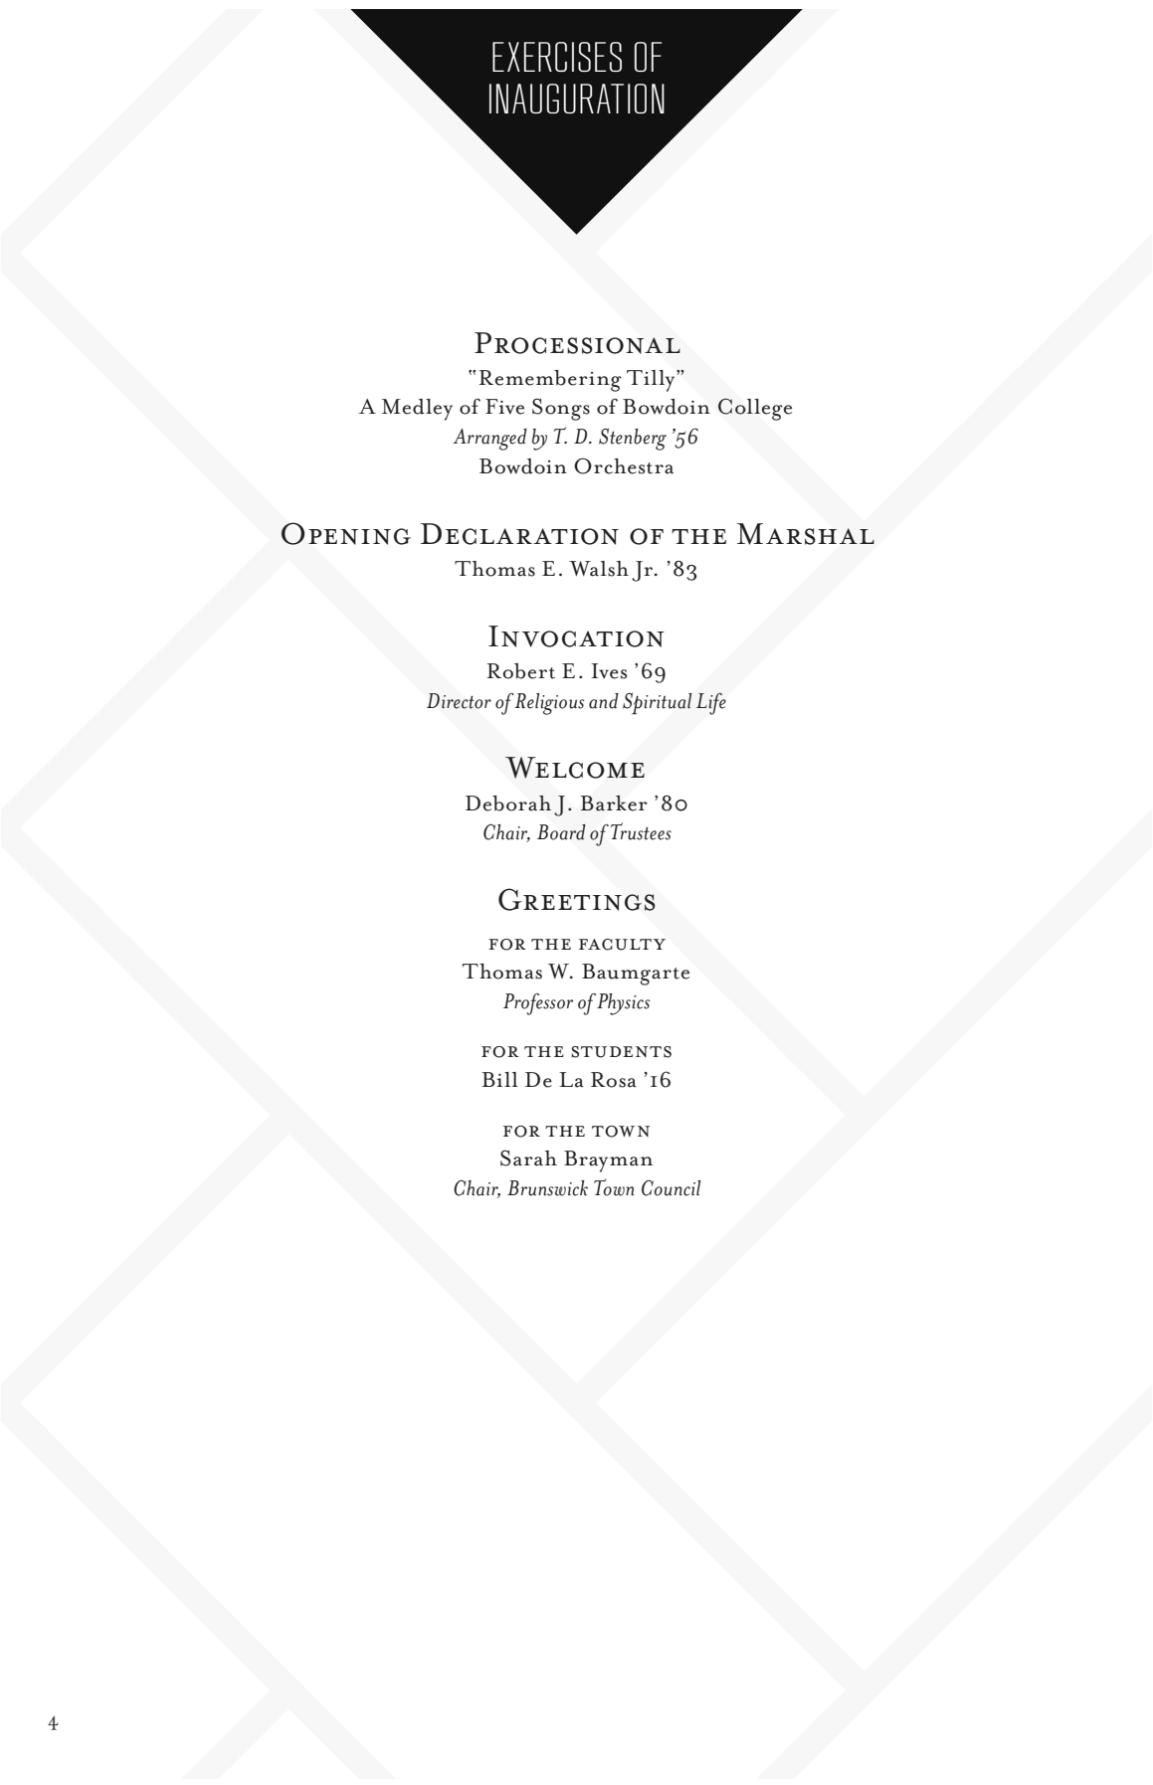 EXERCISES OF
INAUGURATION
Processional
"Remembering Tilly"
A Medley of Five Songs of Bowdoin College
Arranged by T. D. Stenberg ’56
Bowdoin Orchestra
Opening Declaration of the Marshal
Thomas E. Walsh Jr. ’83
Invocation
Robert E. Ives ’69
Director of Religious and Spiritual Life
Welcome
Deborah J. Barker ’80
Chair, Board of Trustees
Greetings
for the faculty
Thomas W. Baumgarte
Professor of Physics
for the students
Bill De La Rosa ’16
for the town
Sarah Brayman
Chair, Brunswick Town Council
4